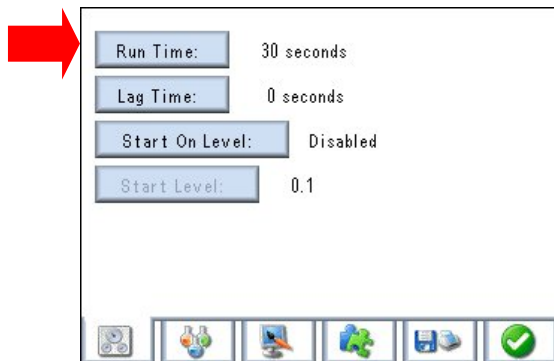 Run Time: 30 seconds
Lag Time: 0 seconds
Start On Level: Disabled
Start Level: 0.1